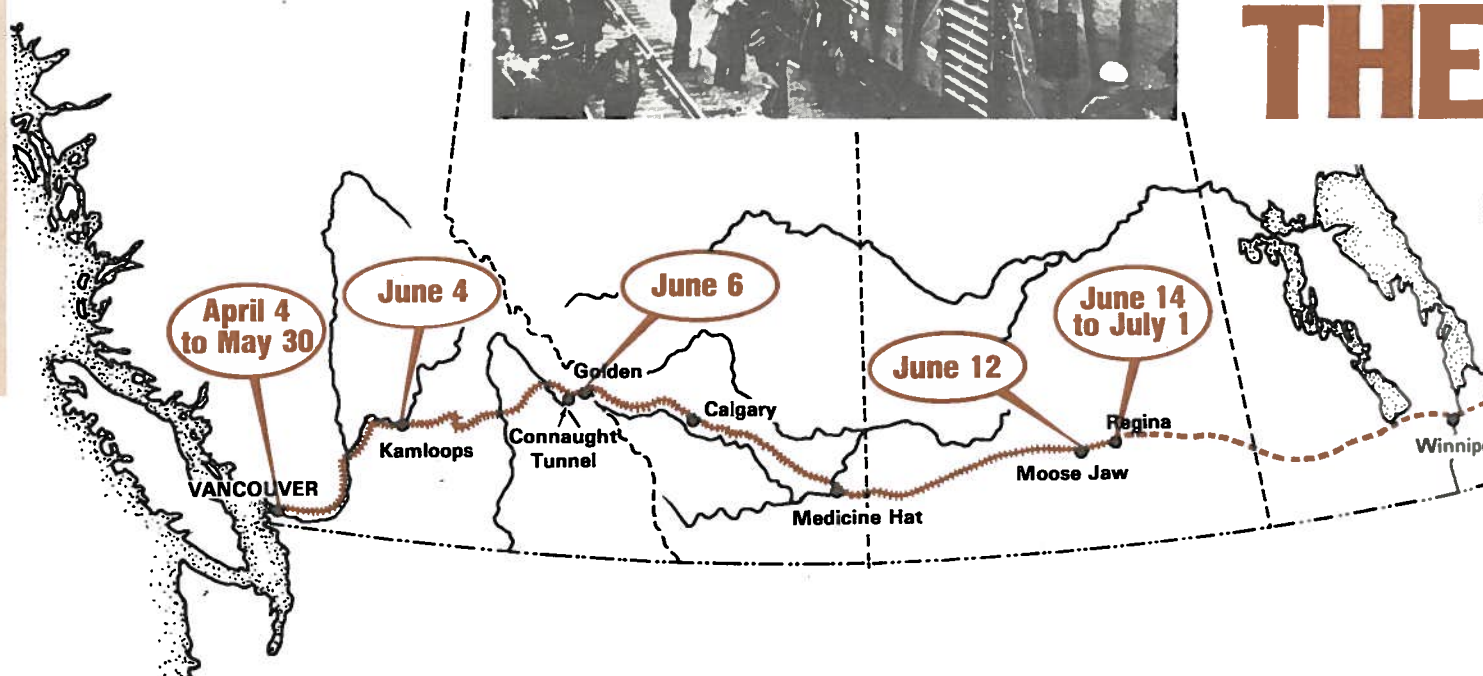 THE
April 4
to May 30
June 4
June 6
June 12
June 14
to July 1
VANCOUVER
Kamloops
Connaught
Tunnel
Golden
Calgary
Medicine Hat
Moose Jaw
Regina
Winnip